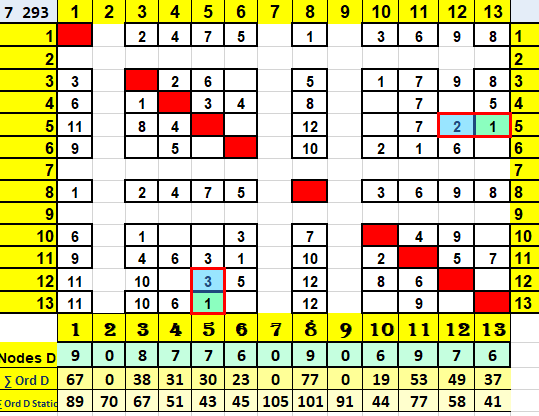 7 293 1 2 3 4 5 6 7 8 9 10 11 12 13
1 2 4 7 5 1 3 6 9 8 1
2 2
3 3 2 6 5 1 7 9 8 3
4 6 1 3 4 8 7 5 4
5 11 8 4 12 7 2 1 5
6 9 5 10 2 1 6 6
7 7
8 1 2 4 7 5 3 6 9 8 8
9 9
10 6 1 3 7 4 9 10
11 9 4 6 3 1 10 2 5 7 11
12 11 10 3 5 12 8 6 12
13 11 10 6 1 12 9 13
1 2 3 4 5 6 7 8 9 10 11 12 13
Nodes D 9 0 8 7 7 6 0 9 0 6 9 7 6
∑ Ord D 67 0 38 31 30 23 0 77 0 19 53 49 37
∑ Ord D Static 89 70 67 51 43 45 105 101 91 44 77 58 41